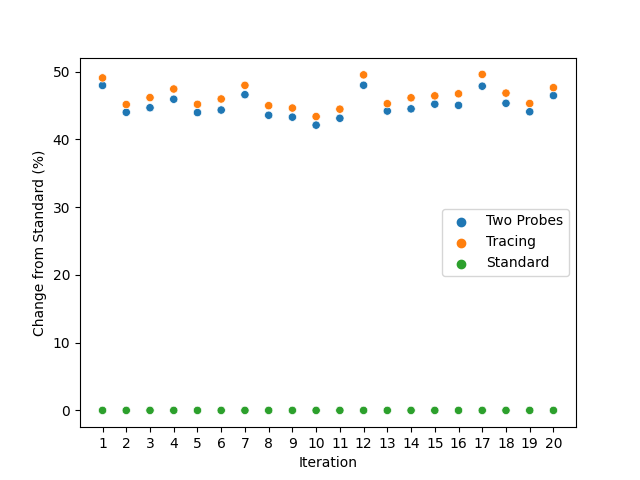 50
40
30
20
10
0
Change from Standard (%)
Two Probes
Tracing
Standard
1 2 3 4 5 6 7 8 9 10 11 12 13 14 15 16 17 18 19 20
Iteration